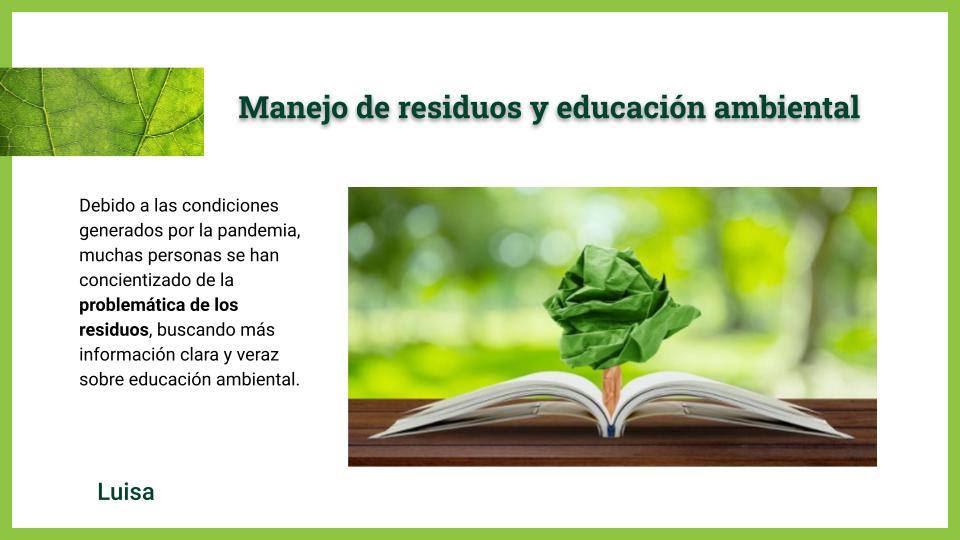 Manejo de residuos y educación ambiental
Debido a las condiciones
generados por la pandemia,
muchas personas se han
concientizado de la
problemática de los
residuos, buscando más
información clara y veraz
sobre educación ambiental.
Luisa